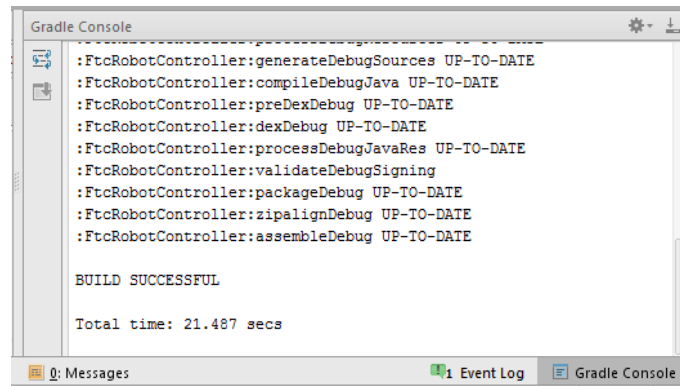 Gradle Console
:FtcRobotController:generateDebugSources UP-TO-DATE
:FtcRobotController:compileDebugJava UP-TO-DATE
:FtcRobotController:preDexDebug UP-TO-DATE
:FtcRobotController:dexDebug UP-TO-DATE
:FtcRobotController:processDebugJavaRes UP-TO-DATE
:FtcRobotController:validateDebugSigning
:FtcRobotController:packageDebug UP-TO-DATE
:FtcRobotController:zipalignDebug UP-TO-DATE
:FtcRobotController:assembleDebug UP-TO-DATE
BUILD SUCCESSFUL
Total time: 21.487 secs
0: Messages 1 Event Log Gradle Console